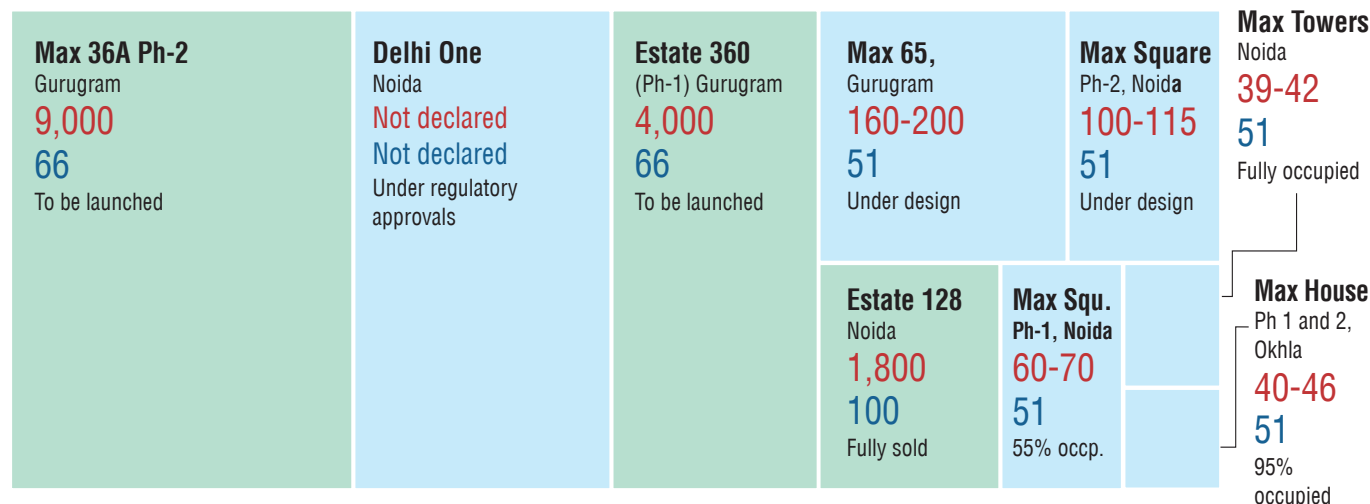 Max 36A Ph-2
Gurugram
9,000
66
To be launched
Delhi One
Noida
Not declared
Not declared
Under regulatory
approvals
Estate 360
(Ph-1) Gurugram
4,000
66
To be launched
Max 65,
Gurugram
160-200
51
Under design
Max Square
Ph-2, Noida
100-115
51
Under design
Max Towers
Noida
39-42
51
Fully occupied
Estate 128
Noida
1,800
100
Fully sold
Max Squ.
Ph-1, Noida
60-70
51
55% occp.
Max House
Ph 1 and 2,
Okhla
40-46
51
95%
occupied